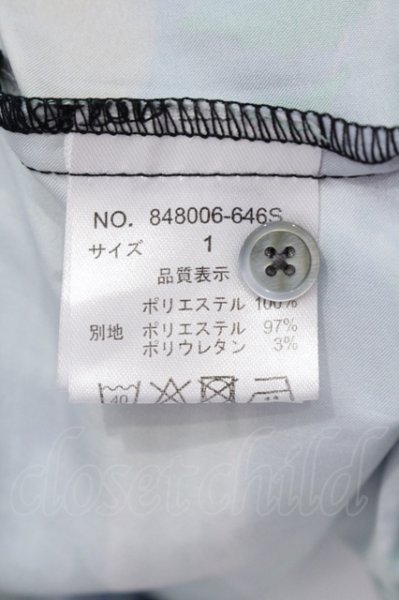 NO. 848006-646S
サイズ 1
品質表示
ポリエステル 100%
別地 ポリエステル 97%
ポリウレタン 3%
40
closet child